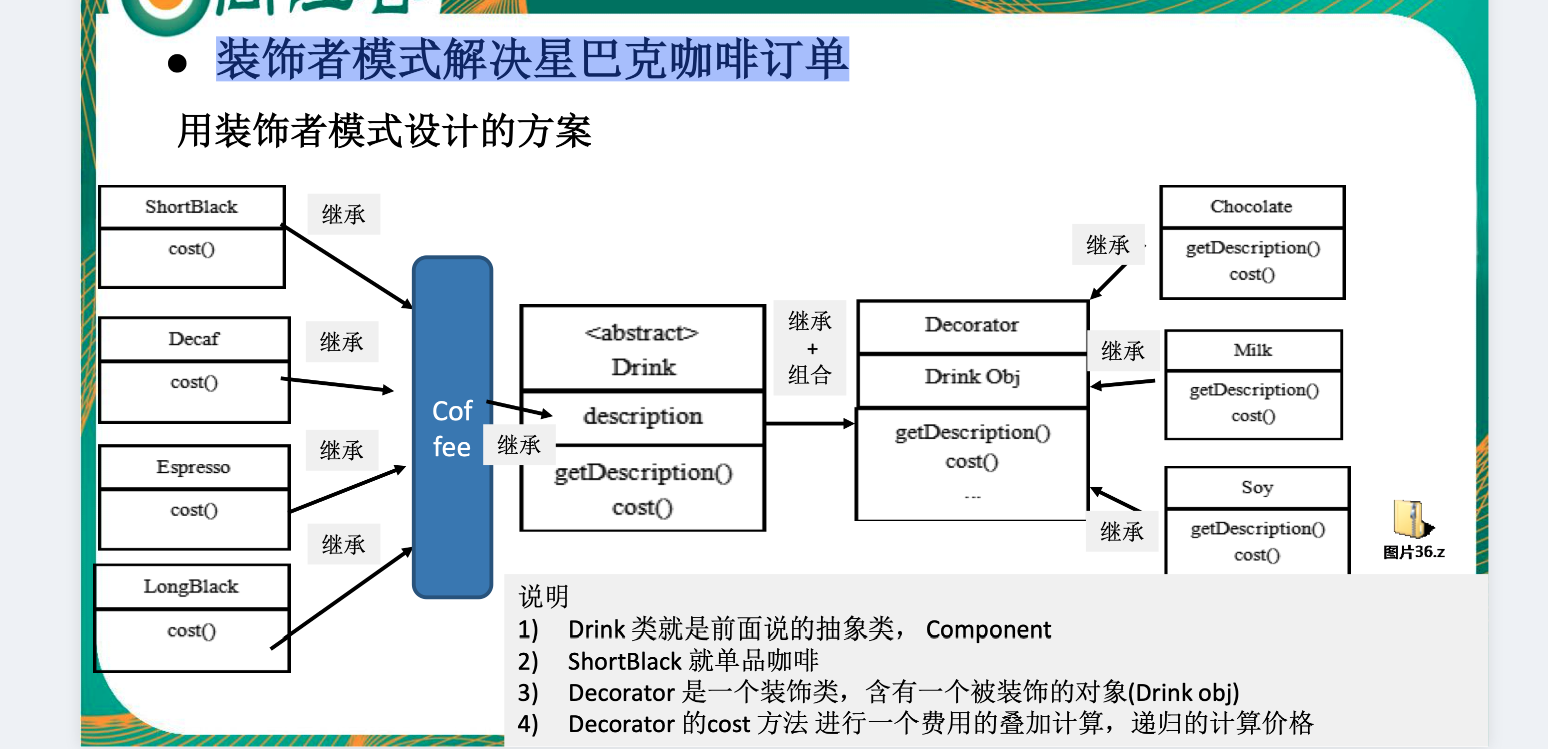 ● 装饰者模式解决星巴克咖啡订单
用装饰者模式设计的方案
ShortBlack
cost()
继承
Decaf
cost()
继承
Espresso
cost()
继承
LongBlack
cost()
继承
Cof
fee
继承
<abstract>
Drink
description
getDescription()
cost()
继承
+
组合
Decorator
Drink Obj
getDescription()
cost()
...
继承
Chocolate
getDescription()
cost()
继承
Milk
getDescription()
cost()
继承
Soy
getDescription()
cost()
图片36.z
说明
1) Drink 类就是前面说的抽象类， Component
2) ShortBlack 就单品咖啡
3) Decorator 是一个装饰类，含有一个被装饰的对象(Drink obj)
4) Decorator 的cost 方法 进行一个费用的叠加计算，递归的计算价格